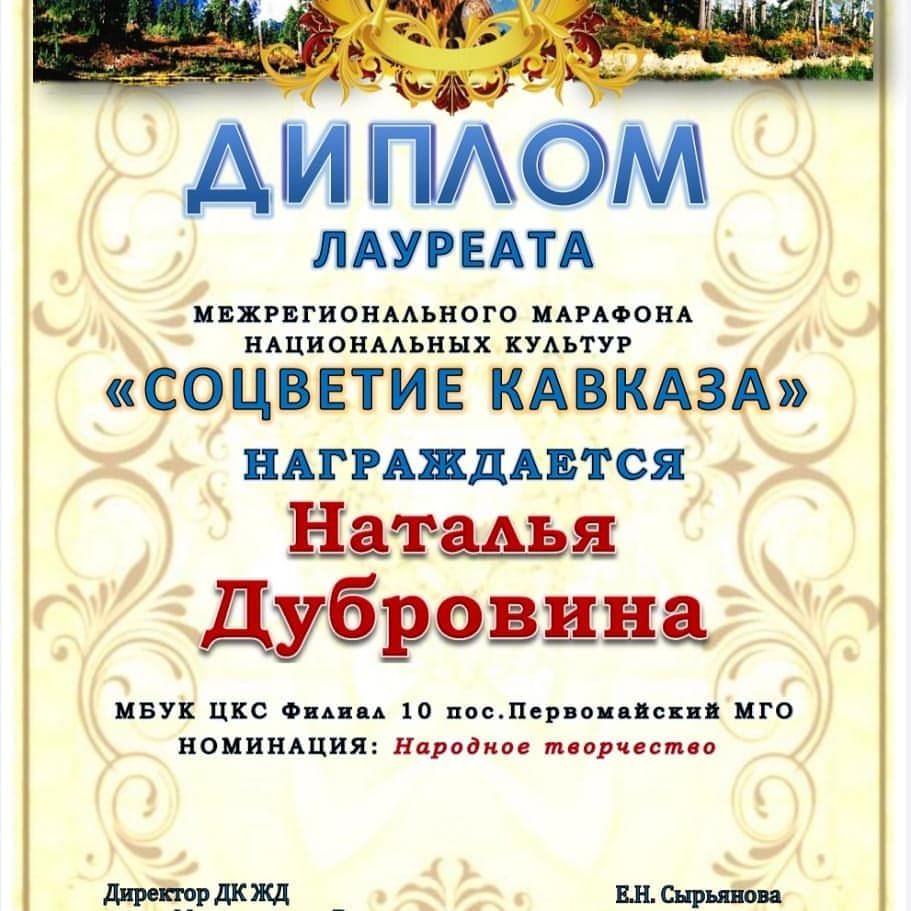 ДИПЛОМ
ЛАУРЕАТА
МЕЖРЕГИОНАЛЬНОГО МАРАФОНА
НАЦИОНАЛЬНЫХ КУЛЬТУР
«СОЦВЕТИЕ КАВКАЗА»
НАГРАЖДАЕТСЯ
Наталья
Дубровина
МБУК ЦКС Филиал 10 пос.Первомайский МГО
НОМИНАЦИЯ: Народное творчество
Директор ДК ЖД Е.Н. Сырьянова